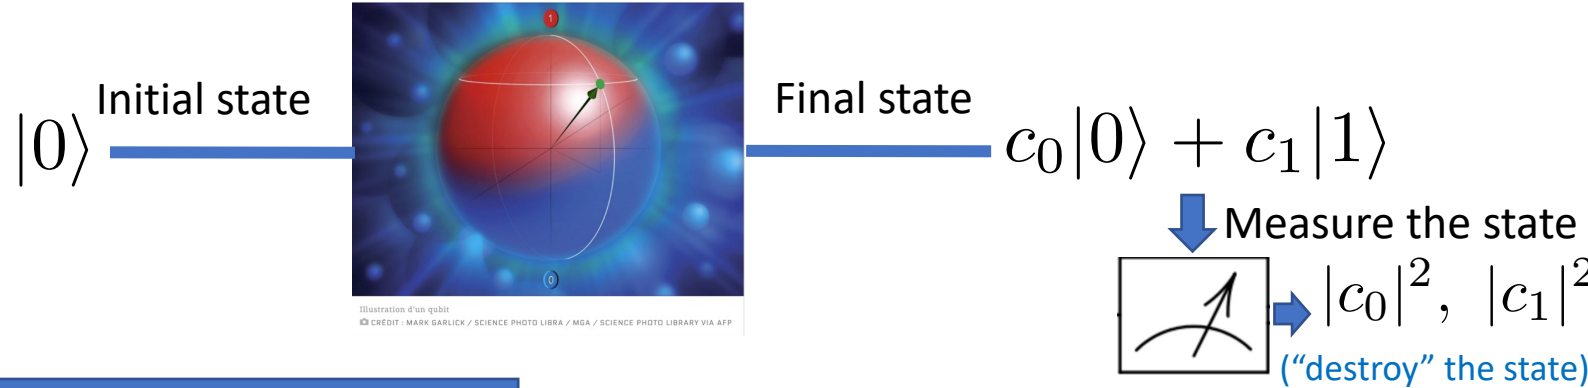 1
|0⟩ Initial state
Final state
c₀|0⟩ + c₁|1⟩
Measure the state
0
|c₀|², |c₁|²
("destroy" the state)
Illustration d'un qubit
CRÉDIT : MARK GARLICK / SCIENCE PHOTO LIBRA / MGA / SCIENCE PHOTO LIBRARY VIA AFP